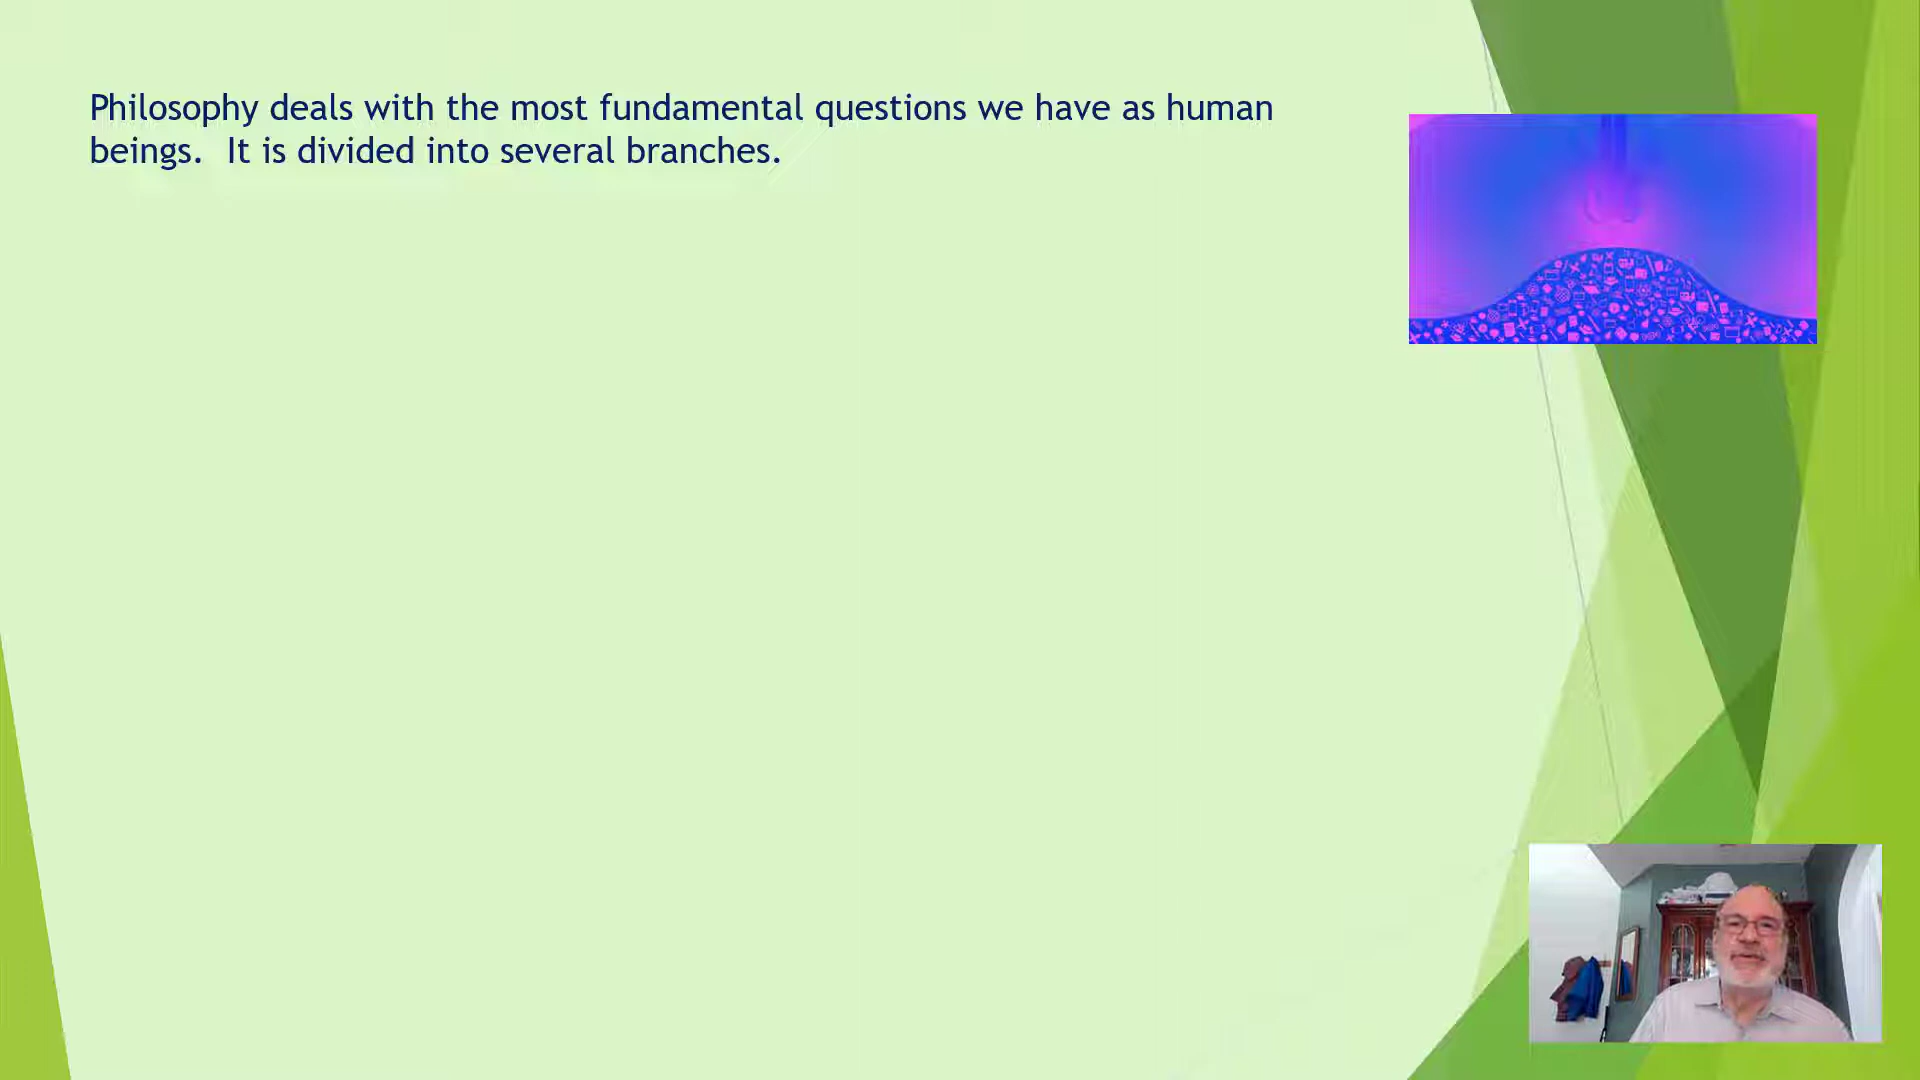 Philosophy deals with the most fundamental questions we have as human
beings.  It is divided into several branches.